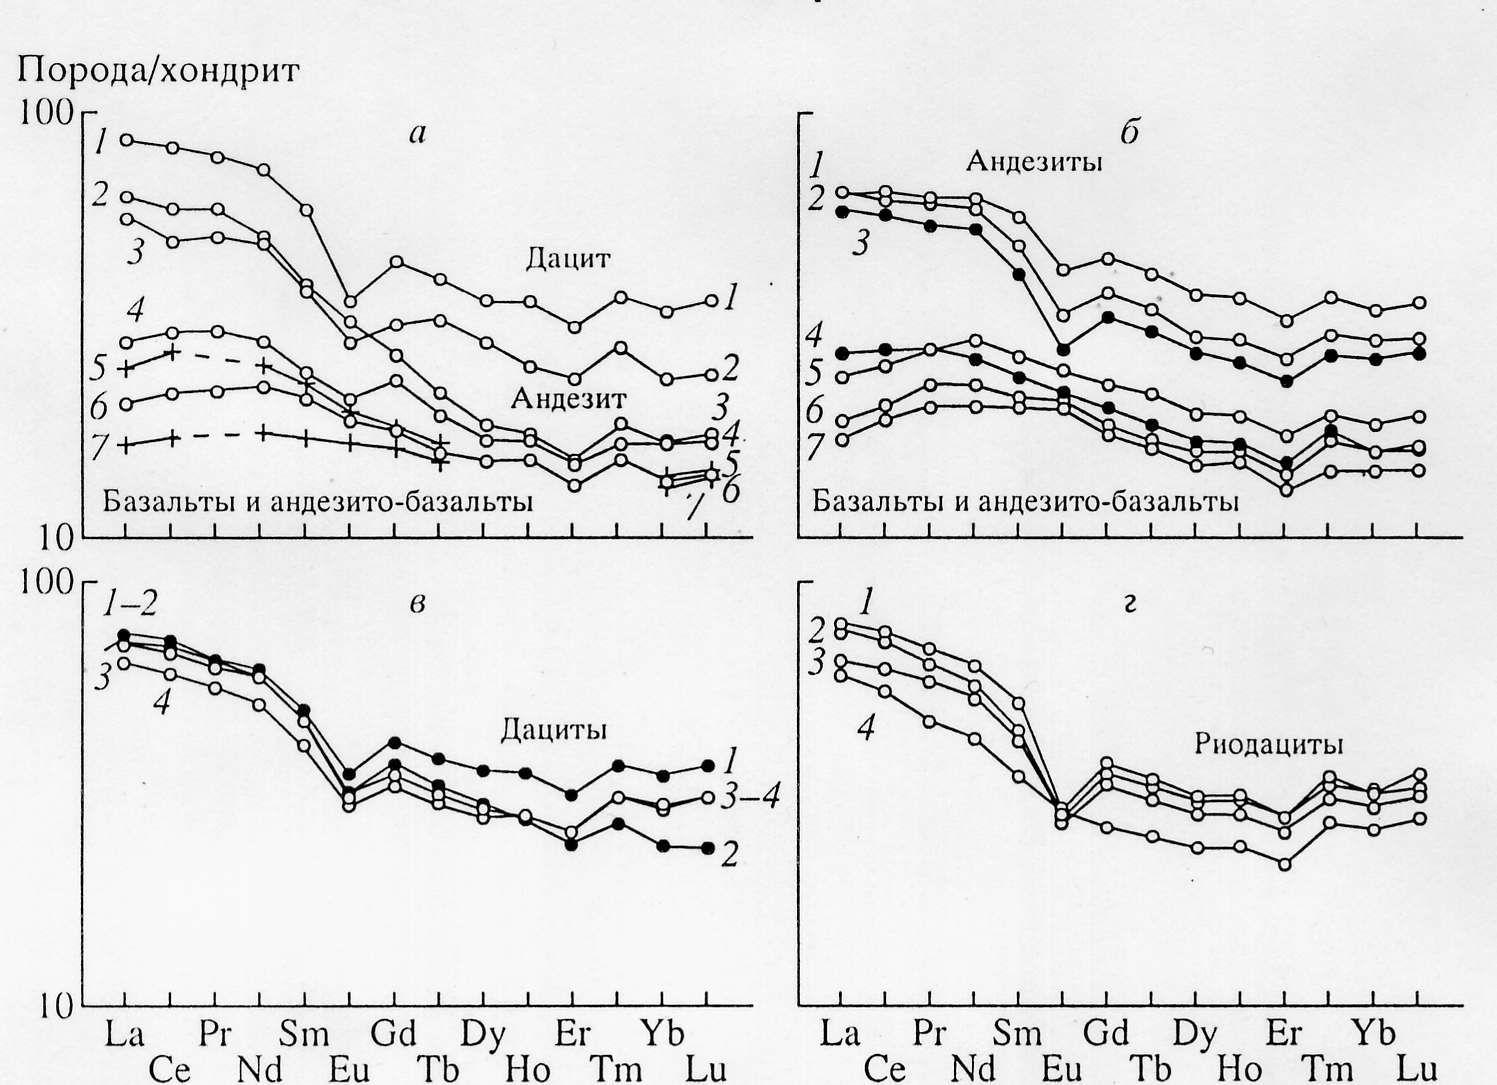 Порода/хондрит
100
а
1
2
3
4
5
6
7
Дацит
1
2
Андезит
3
4
5
6
7
Базальты и андезито-базальты
10
б
Андезиты
1
2
3
4
5
6
7
Базальты и андезито-базальты
100
в
1–2
3
4
Дациты
1
3–4
2
10
г
1
2
3
4
Риодациты
La Pr Sm Gd Dy Er Yb
Ce Nd Eu Tb Ho Tm Lu
La Pr Sm Gd Dy Er Yb
Ce Nd Eu Tb Ho Tm Lu